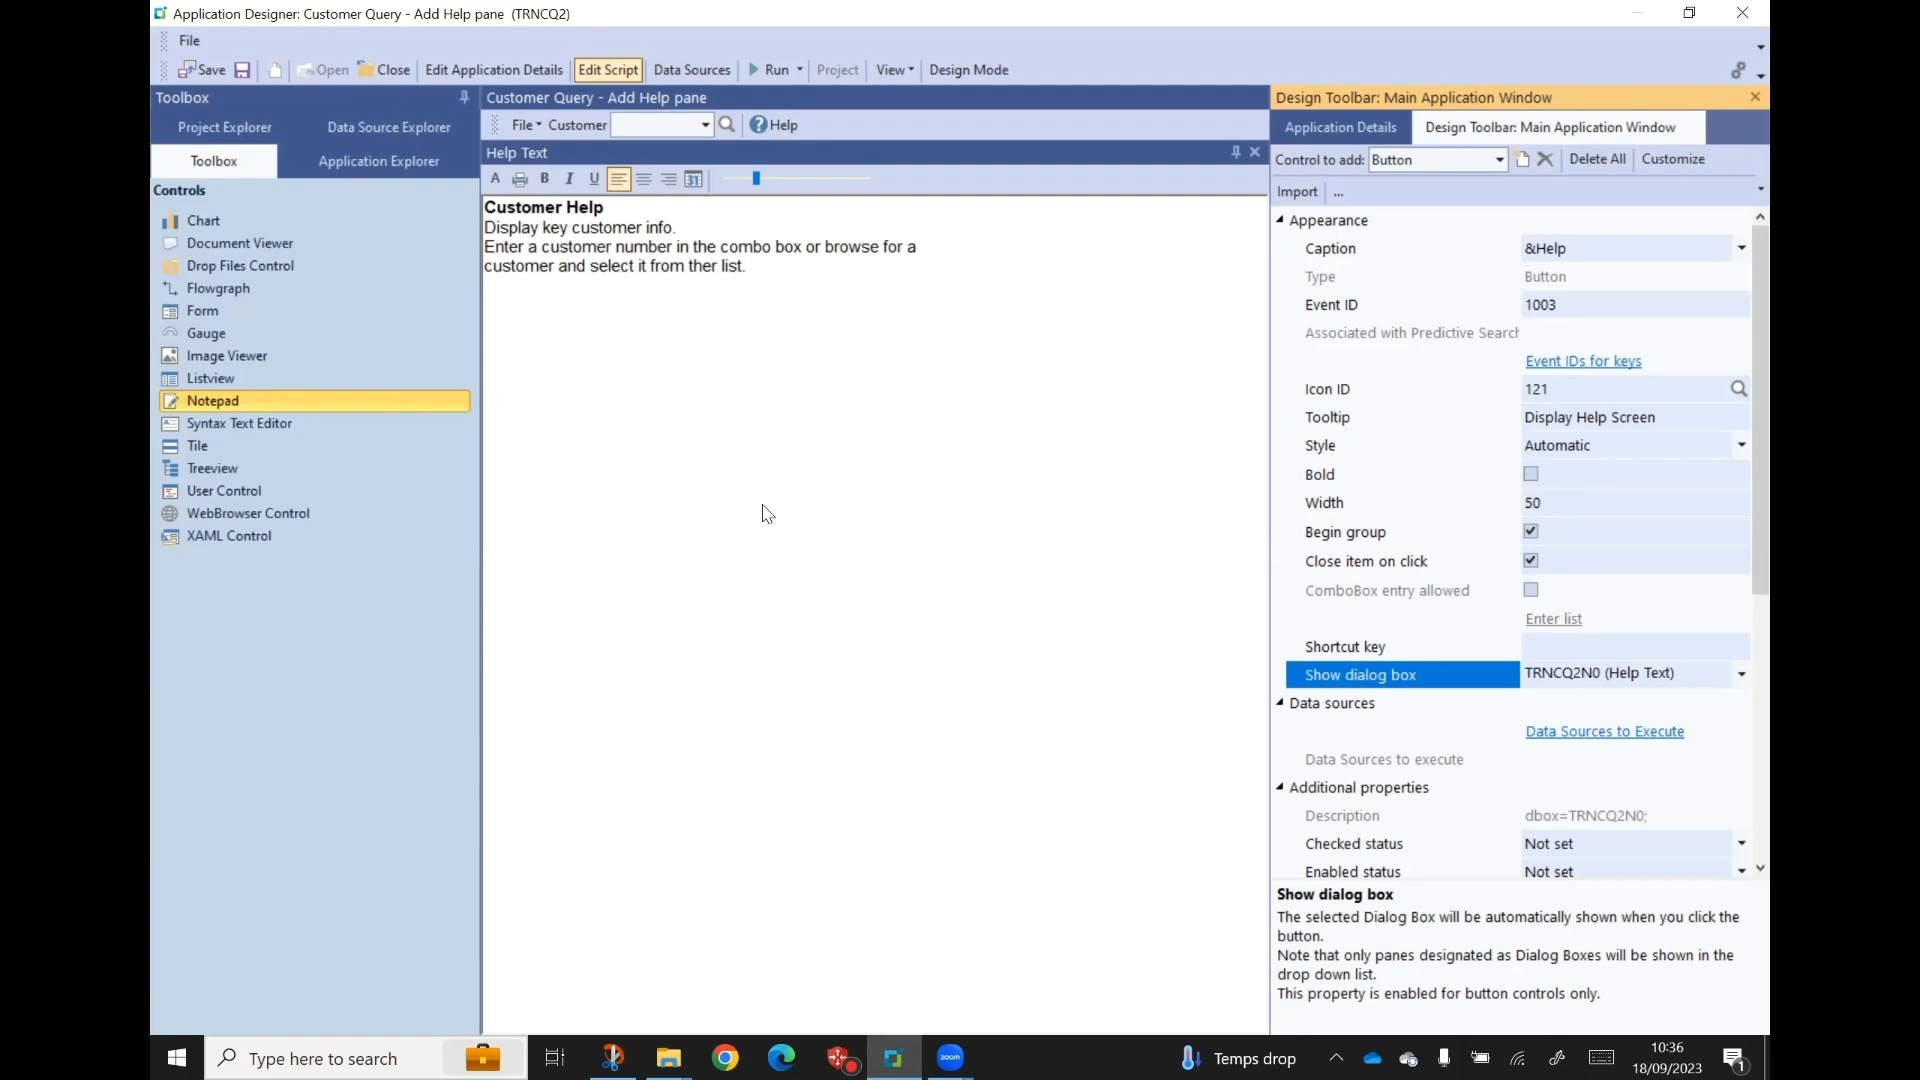 Application Designer: Customer Query - Add Help pane (TRNCQ2)
File
Save Open Close Edit Application Details Edit Script Data Sources Run Project View Design Mode
Toolbox
Project Explorer Data Source Explorer
Toolbox Application Explorer
Controls
Chart
Document Viewer
Drop Files Control
Flowgraph
Form
Gauge
Image Viewer
Listview
Notepad
Syntax Text Editor
Tile
Treeview
User Control
WebBrowser Control
XAML Control
Customer Query - Add Help pane
File Customer Help
Help Text
A B I U 31
Customer Help
Display key customer info.
Enter a customer number in the combo box or browse for a
customer and select it from ther list.
Design Toolbar: Main Application Window
Application Details Design Toolbar: Main Application Window
Control to add: Button Delete All Customize
Import ...
Appearance
Caption &Help
Type Button
Event ID 1003
Associated with Predictive Search
Event IDs for keys
Icon ID 121
Tooltip Display Help Screen
Style Automatic
Bold
Width 50
Begin group
Close item on click
ComboBox entry allowed
Enter list
Shortcut key
Show dialog box TRNCQ2N0 (Help Text)
Data sources
Data Sources to Execute
Data Sources to execute
Additional properties
Description dbox=TRNCQ2N0;
Checked status Not set
Enabled status Not set
Show dialog box
The selected Dialog Box will be automatically shown when you click the
button.
Note that only panes designated as Dialog Boxes will be shown in the
drop down list.
This property is enabled for button controls only.
Type here to search
zoom
Temps drop
10:36
18/09/2023
1